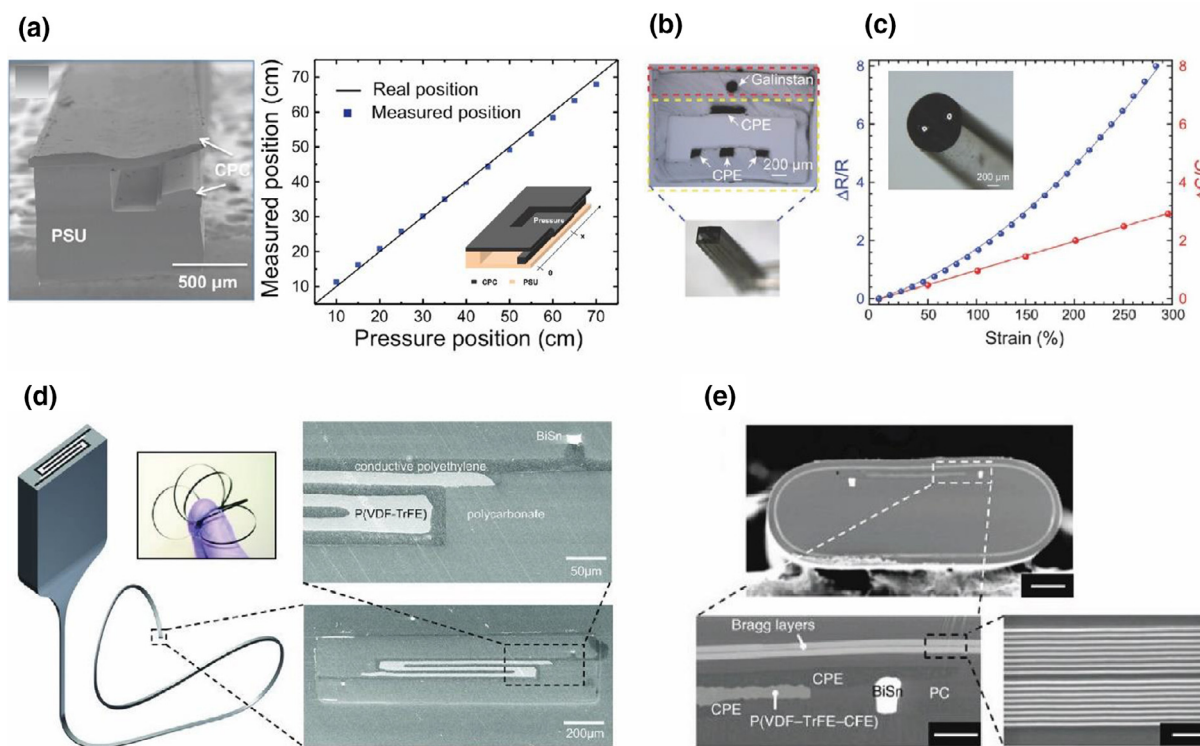 (a)
CPC
PSU
500 µm
Measured position (cm)
70
60
50
40
30
20
10
Real position
Measured position
Pressure
x
0
CPC
PSU
10 20 30 40 50 60 70
Pressure position (cm)
(b)
Galinstan
CPE
CPE
200 µm
(c)
ΔR/R
8
6
4
2
0
200 µm
8
6
4
2
0
ΔC/C
0 50 100 150 200 250 300
Strain (%)
(d)
BiSn
conductive polyethylene
P(VDF-TrFE)
polycarbonate
50µm
200µm
(e)
Bragg layers
CPE
BiSn
PC
CPE
P(VDF–TrFE–CFE)